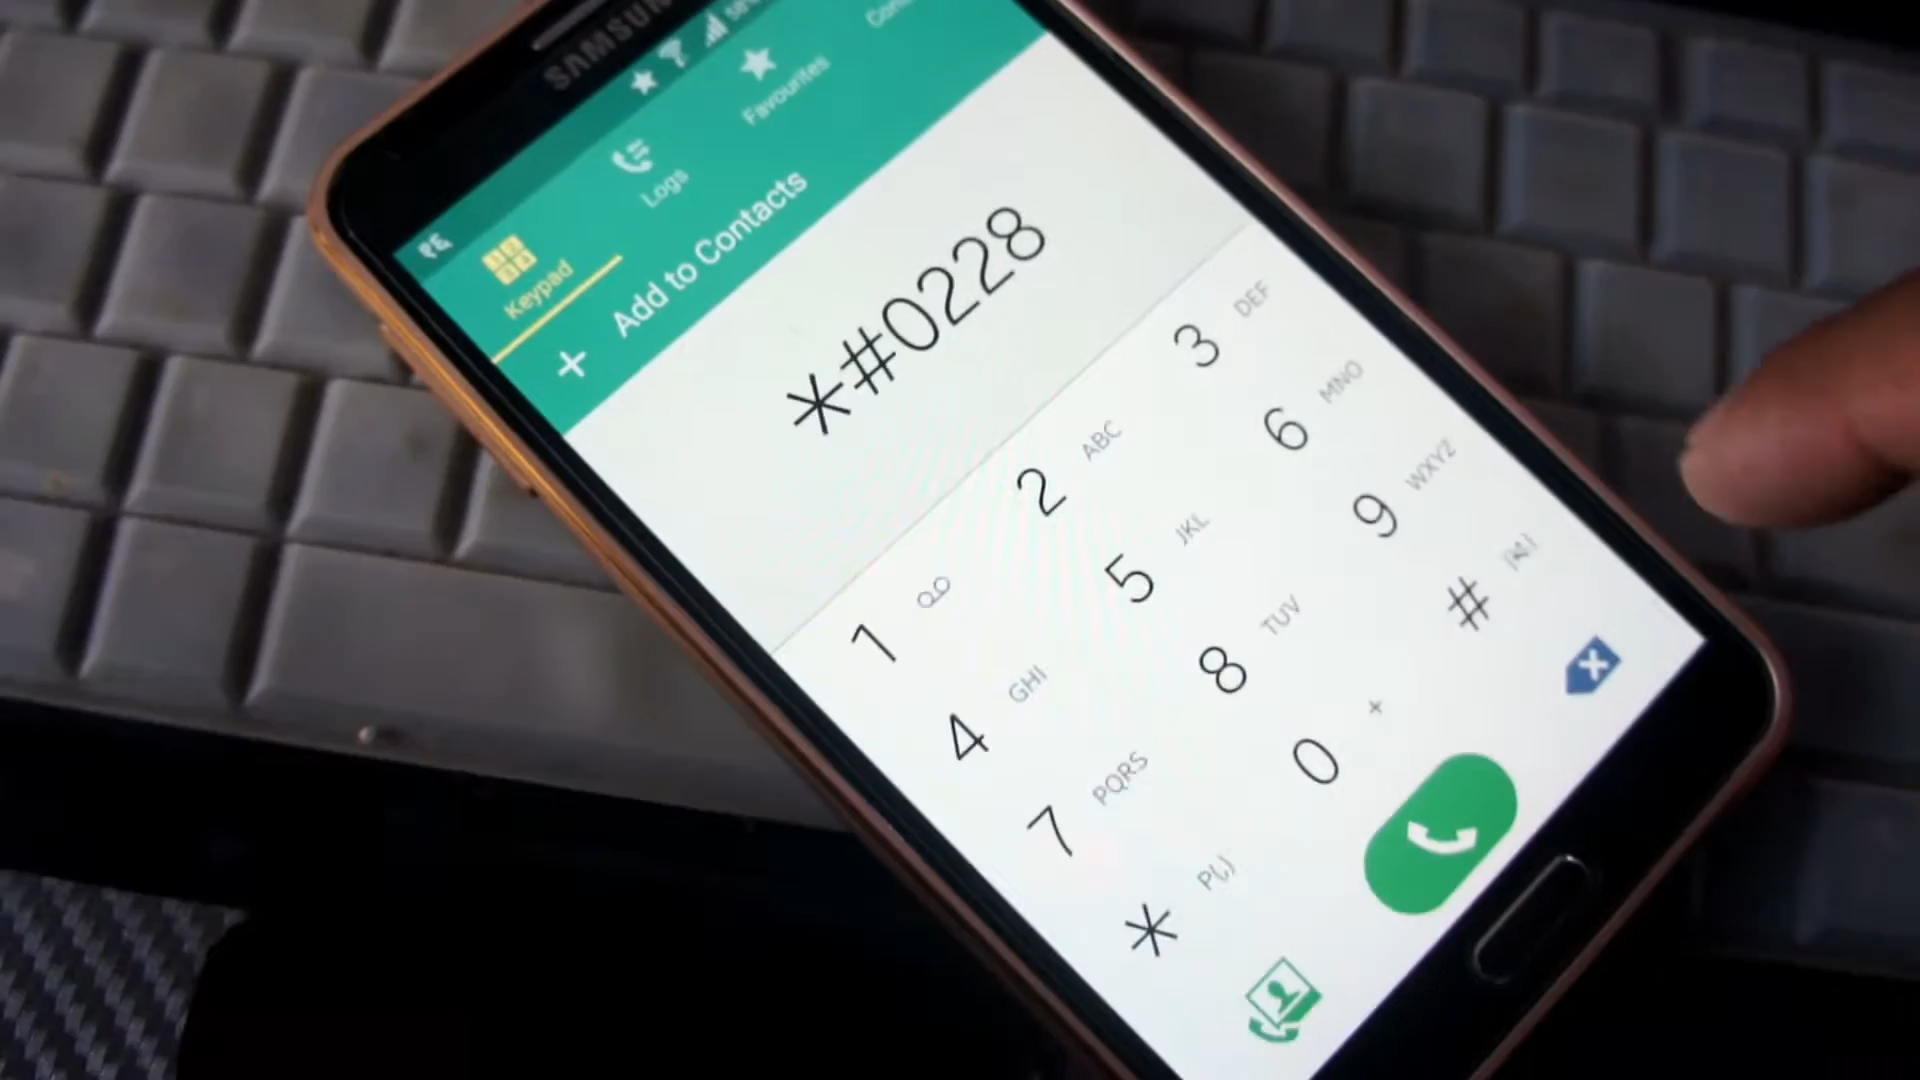 SAMSUNG
Favourites
Logs
Keypad
+ Add to Contacts
*#0228
1
2 ABC
3 DEF
4 GHI
5 JKL
6 MNO
7 PQRS
8 TUV
9 WXYZ
* P(,)
0 +
#